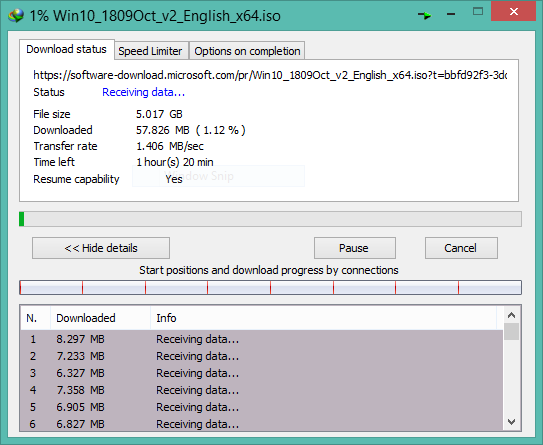 1% Win10_1809Oct_v2_English_x64.iso
Download status Speed Limiter Options on completion
https://software-download.microsoft.com/pr/Win10_1809Oct_v2_English_x64.iso?t=bbfd92f3-3dc
Status Receiving data...
File size 5.017 GB
Downloaded 57.826 MB ( 1.12 % )
Transfer rate 1.406 MB/sec
Time left 1 hour(s) 20 min
Resume capability Yes
Window Snip
<< Hide details Pause Cancel
Start positions and download progress by connections
N. Downloaded Info
1 8.297 MB Receiving data...
2 7.233 MB Receiving data...
3 6.327 MB Receiving data...
4 7.358 MB Receiving data...
5 6.905 MB Receiving data...
6 6.827 MB Receiving data...